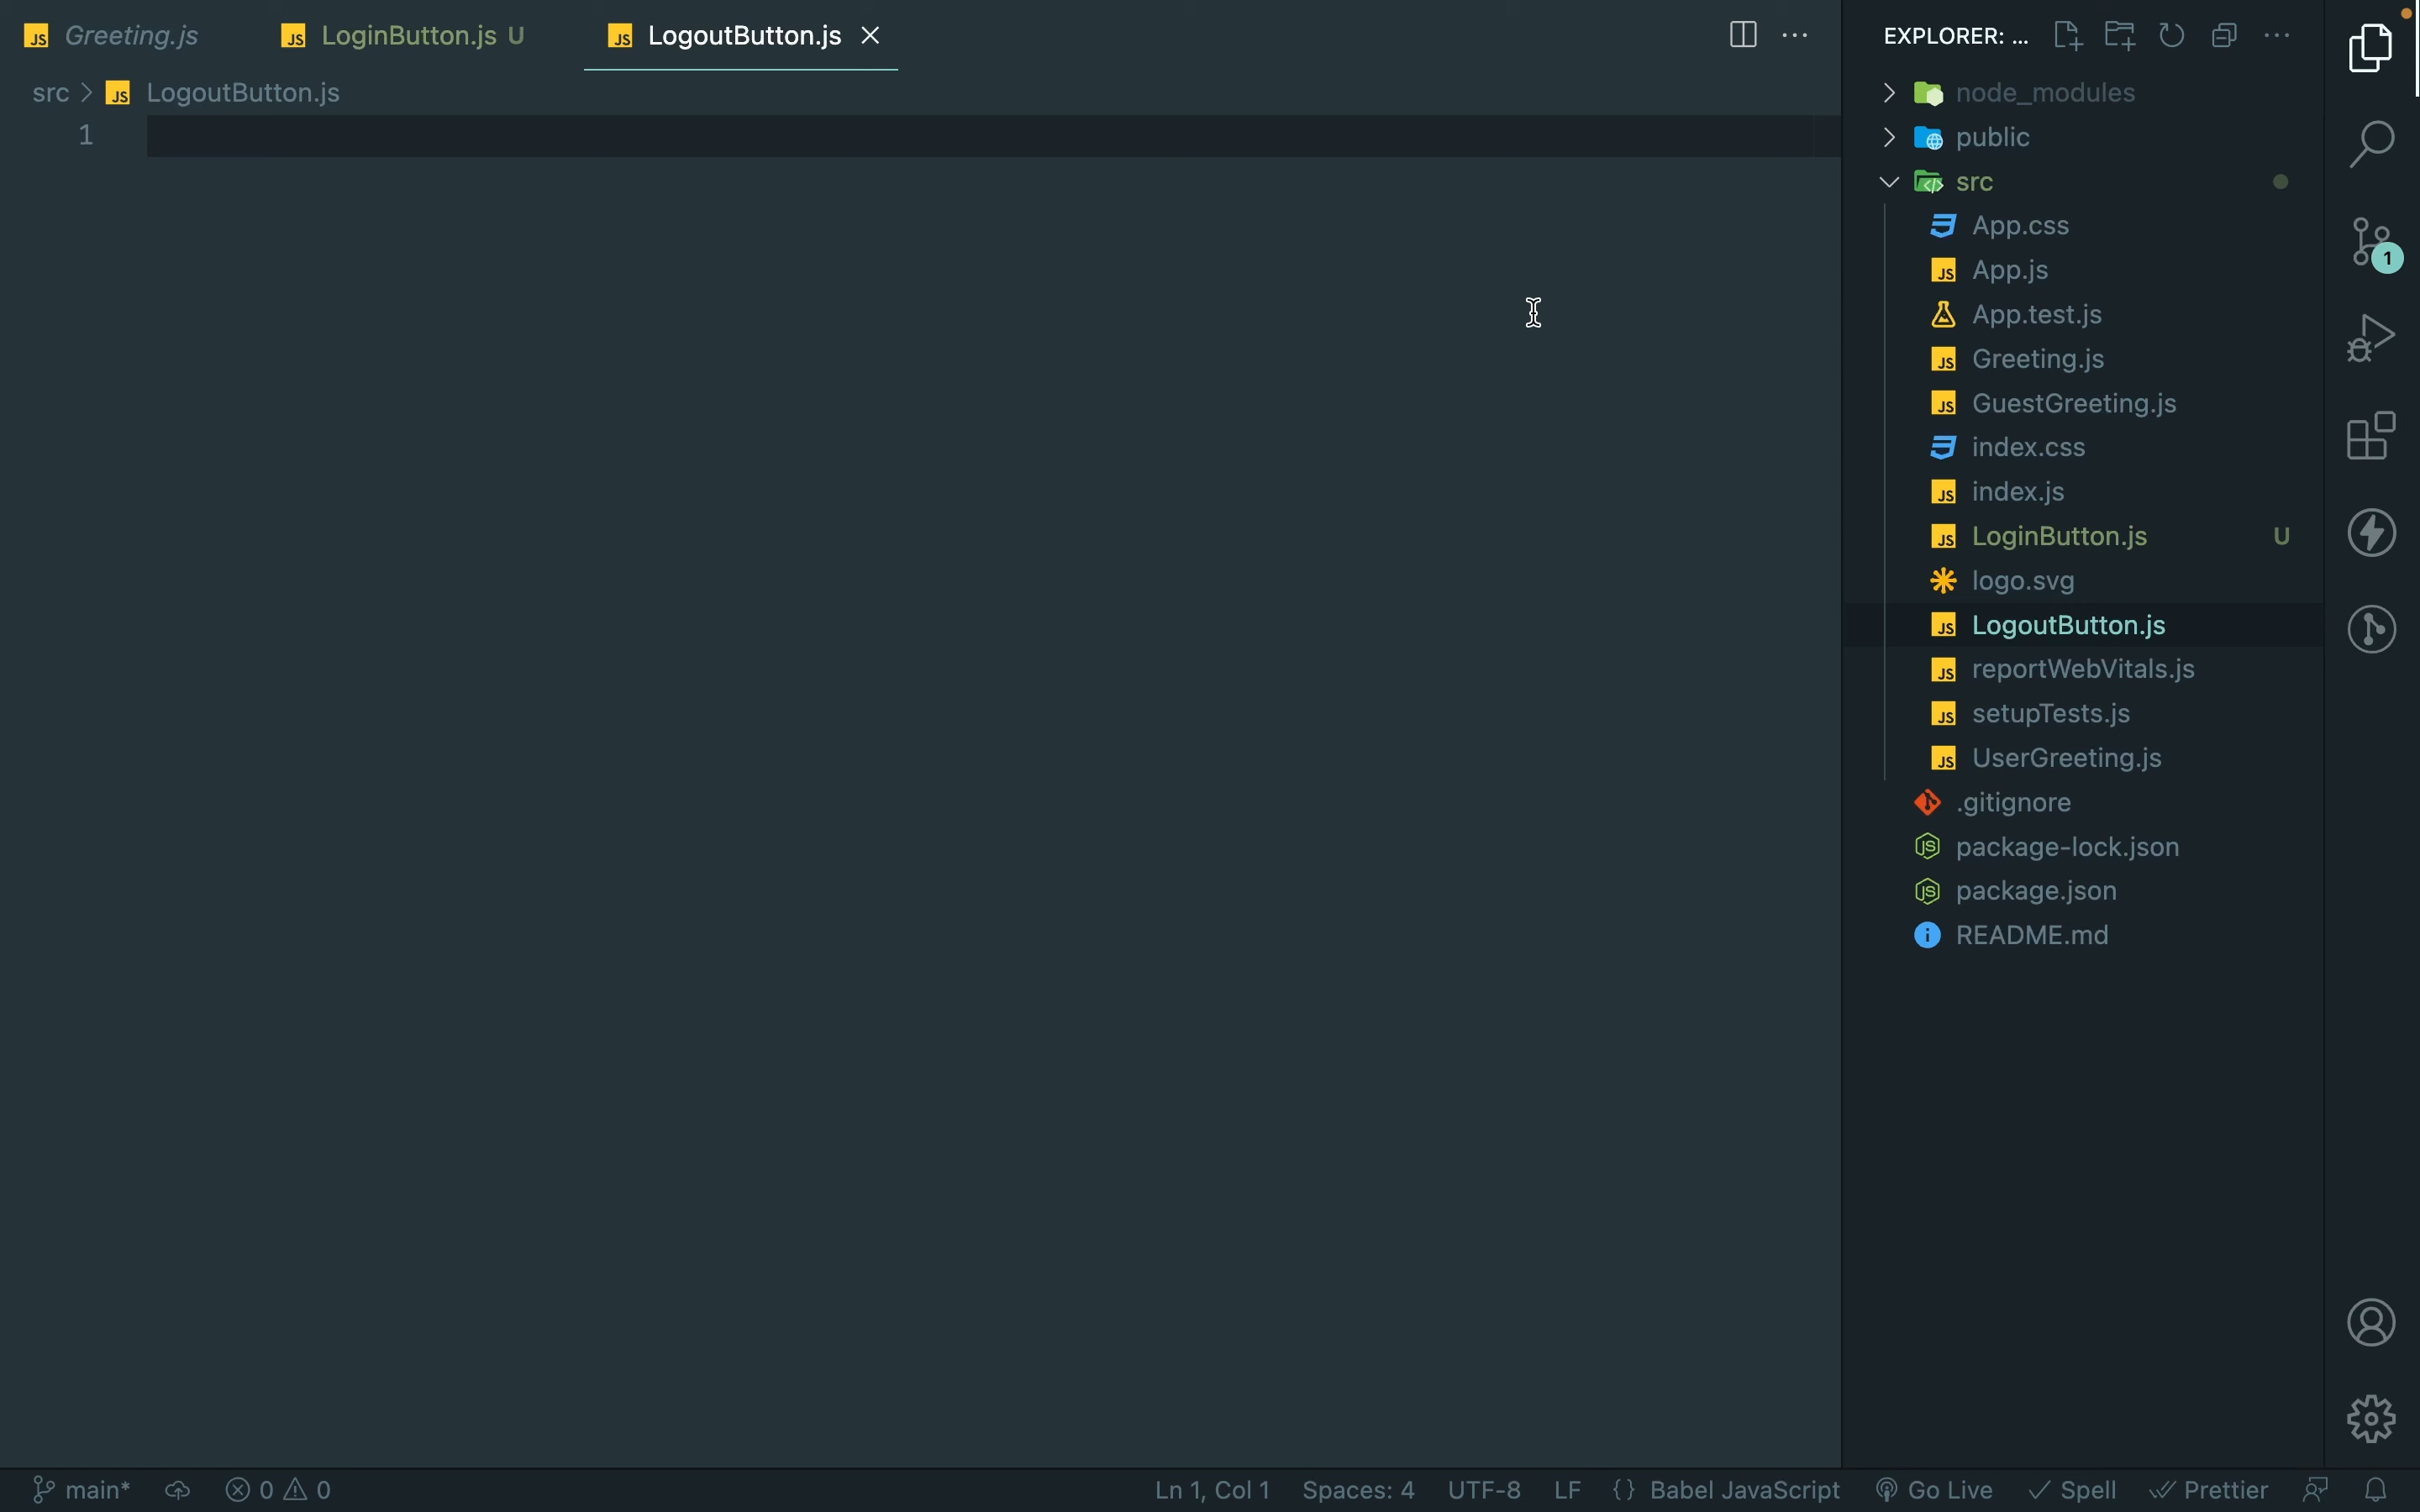 Greeting.js
LoginButton.js U
LogoutButton.js
src > LogoutButton.js
1
EXPLORER: ...
node_modules
public
src
App.css
App.js
App.test.js
Greeting.js
GuestGreeting.js
index.css
index.js
LoginButton.js U
logo.svg
LogoutButton.js
reportWebVitals.js
setupTests.js
UserGreeting.js
.gitignore
package-lock.json
package.json
README.md
1
main* 0 0 Ln 1, Col 1 Spaces: 4 UTF-8 LF {} Babel JavaScript Go Live Spell Prettier